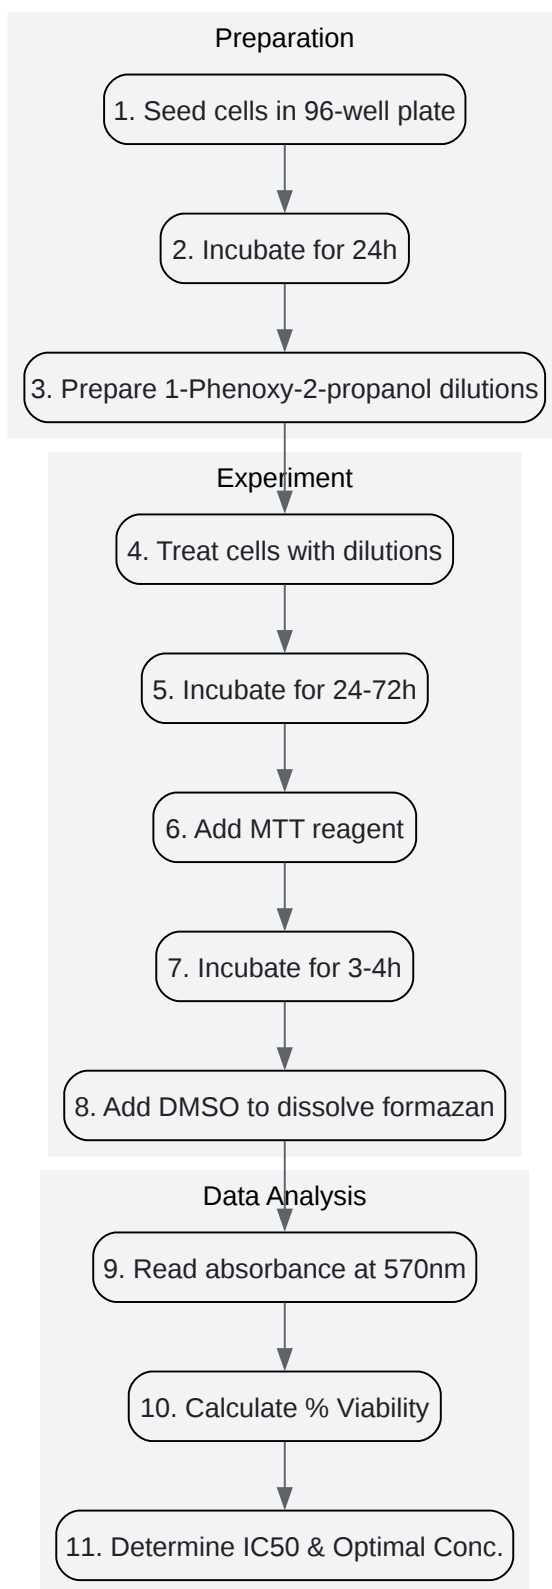 Preparation
1. Seed cells in 96-well plate
2. Incubate for 24h
3. Prepare 1-Phenoxy-2-propanol dilutions
Experiment
4. Treat cells with dilutions
5. Incubate for 24-72h
6. Add MTT reagent
7. Incubate for 3-4h
8. Add DMSO to dissolve formazan
Data Analysis
9. Read absorbance at 570nm
10. Calculate % Viability
11. Determine IC50 & Optimal Conc.